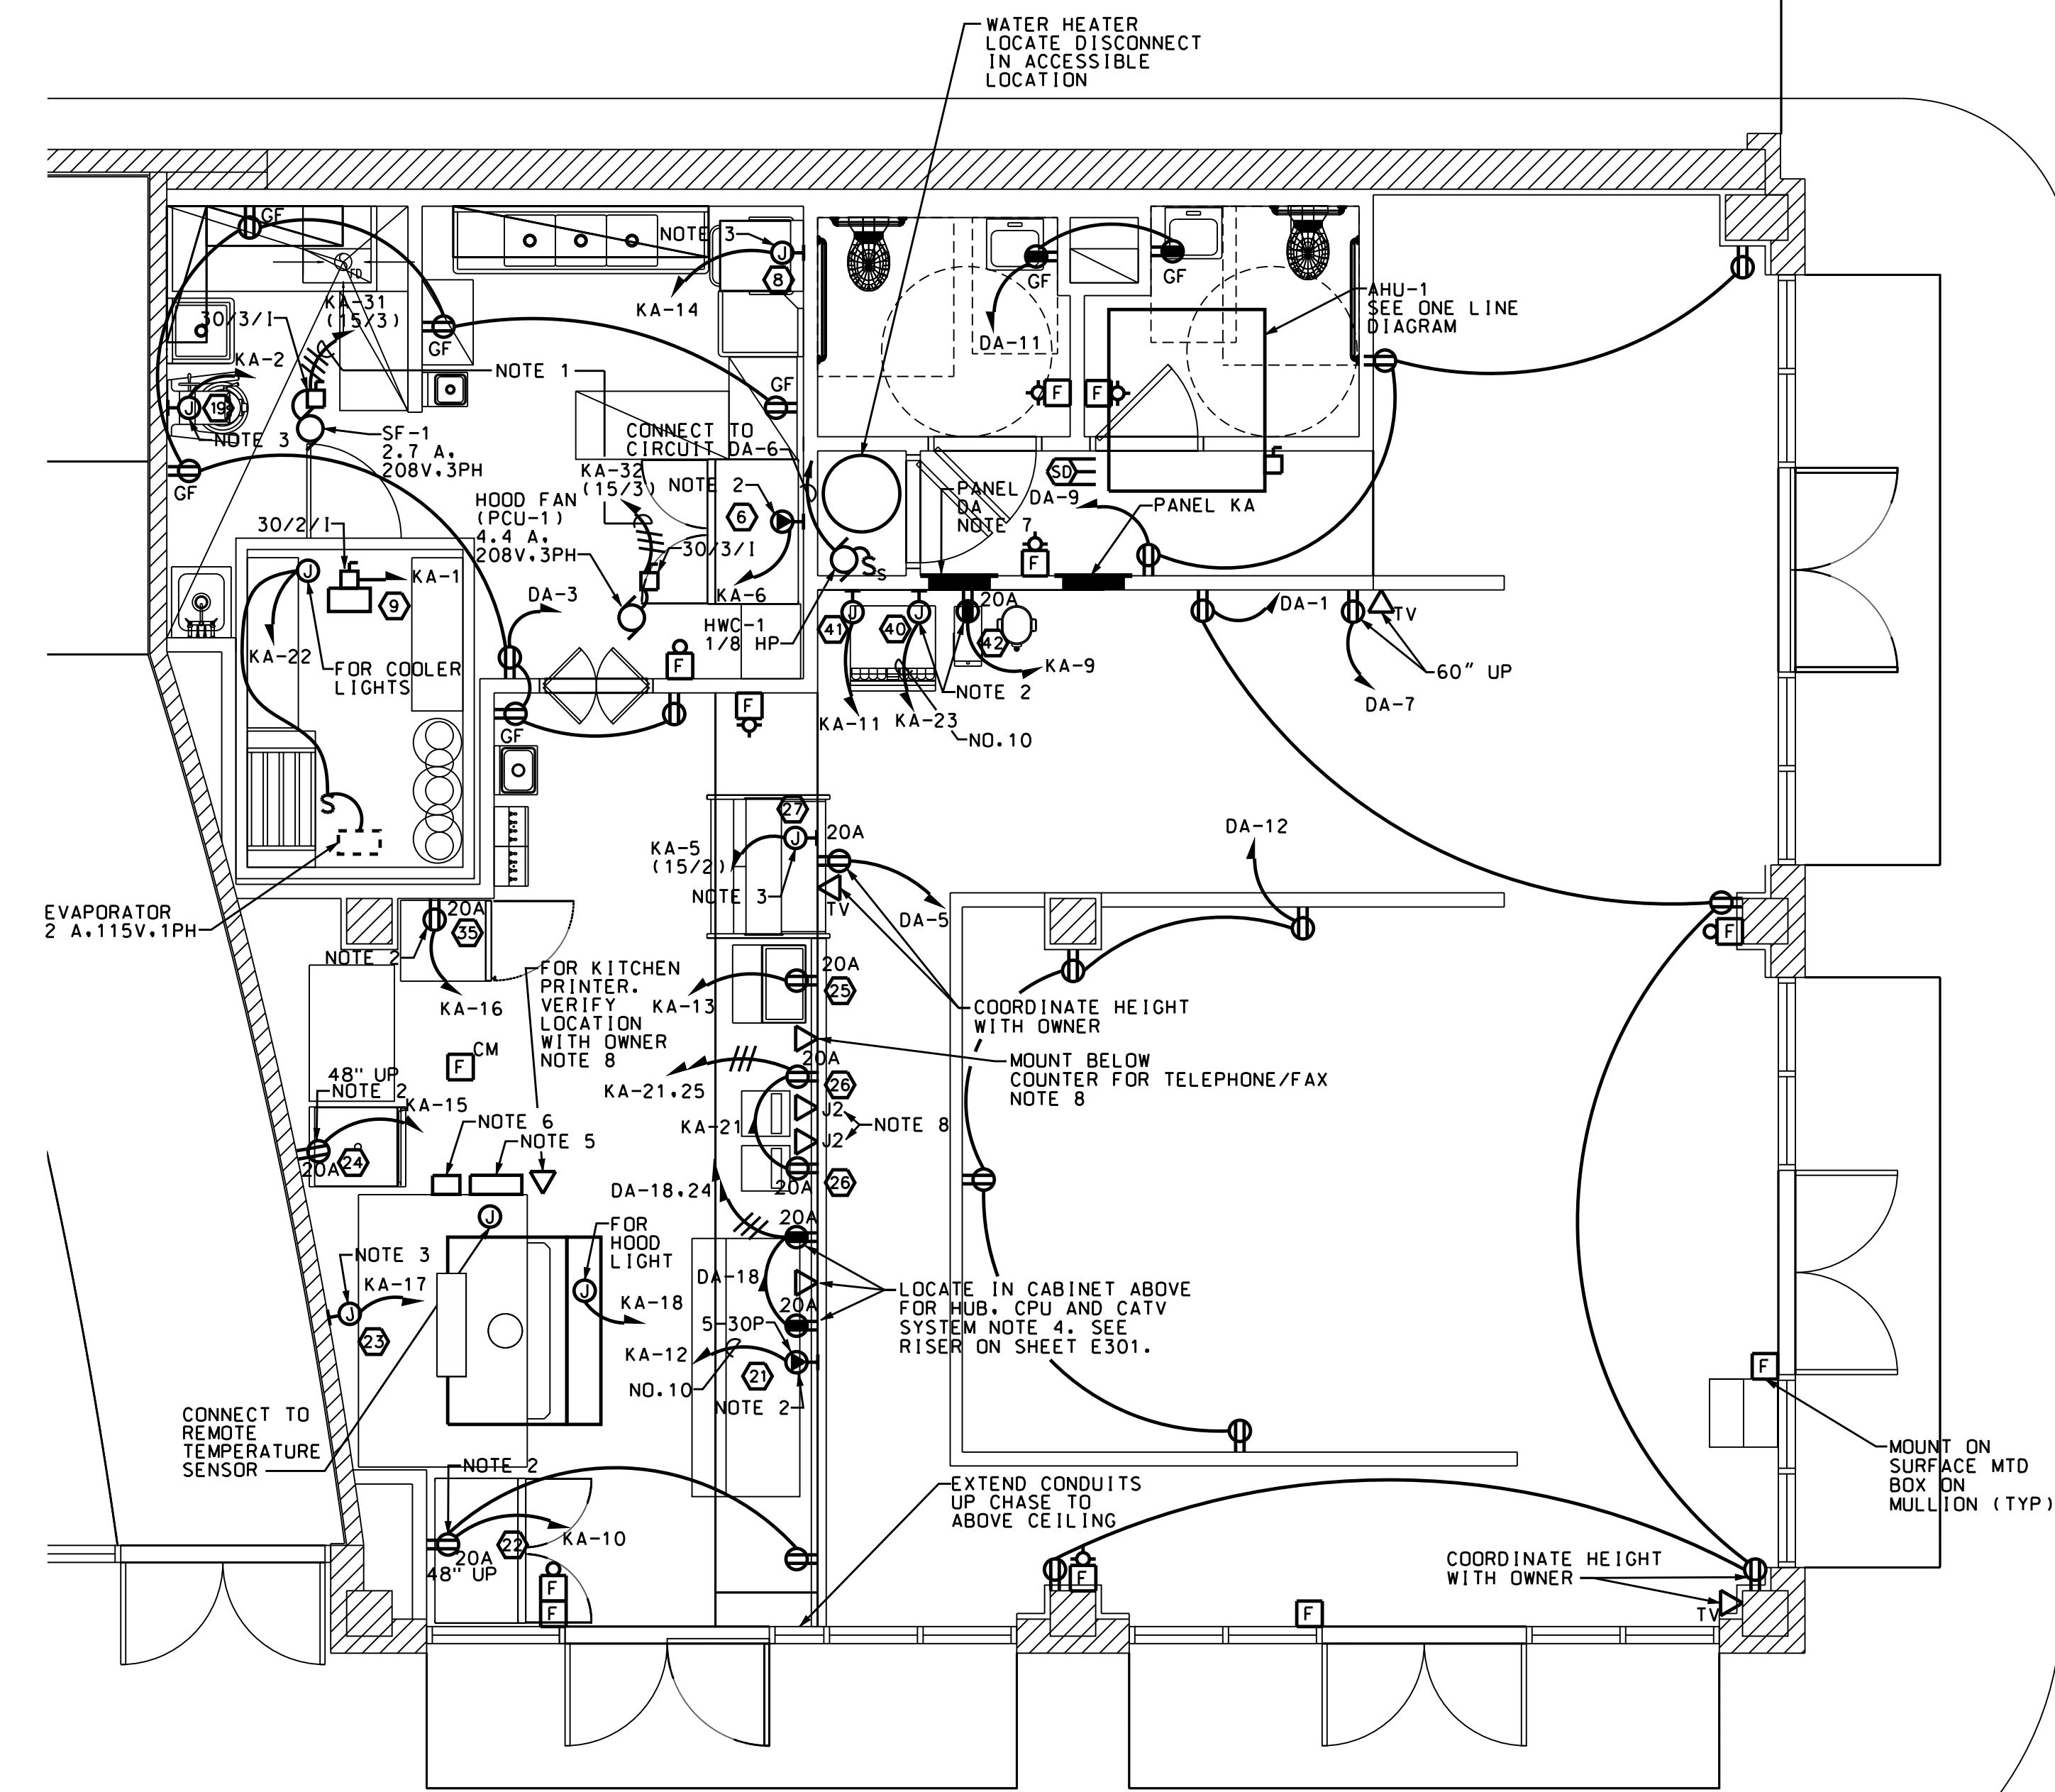 WATER HEATER
LOCATE DISCONNECT
IN ACCESSIBLE
LOCATION
GF
NOTE 3
J
8
KA-14
FD
KA-31
(15/3)
30/3/I
GF
KA-2
J
19
NOTE 3
NOTE 1
GF
SF-1
2.7 A,
208V,3PH
GF
CONNECT TO
CIRCUIT DA-6
KA-32
(15/3)
NOTE 2
6
HOOD FAN
(PCU-1)
4.4 A,
208V,3PH
30/3/I
KA-6
HWC-1
1/8 HP
S
S
GF
GF
DA-11
F
F
AHU-1
SEE ONE LINE
DIAGRAM
SD
PANEL
DA
NOTE 7
DA-9
PANEL KA
F
30/2/I
J
KA-1
9
KA-22
FOR COOLER
LIGHTS
DA-3
F
F
GF
J
J
41
40
20A
42
KA-9
NOTE 2
KA-11
KA-23
NO.10
DA-1
TV
60" UP
DA-7
S
EVAPORATOR
2 A,115V,1PH
27
J
20A
KA-5
(15/2)
NOTE 3
TV
DA-5
DA-12
F
20A
35
NOTE 2
KA-16
FOR KITCHEN
PRINTER.
VERIFY
LOCATION
WITH OWNER
NOTE 8
20A
25
KA-13
COORDINATE HEIGHT
WITH OWNER
MOUNT BELOW
COUNTER FOR TELEPHONE/FAX
NOTE 8
F
CM
20A
26
KA-21,25
J2
J2
NOTE 8
KA-21
20A
26
48" UP
NOTE 2
KA-15
20A
24
NOTE 6
NOTE 5
DA-18,24
20A
J
FOR
HOOD
LIGHT
J
KA-18
DA-18
20A
LOCATE IN CABINET ABOVE
FOR HUB, CPU AND CATV
SYSTEM NOTE 4. SEE
RISER ON SHEET E301.
NOTE 3
KA-17
J
23
5-30P
KA-12
NO.10
21
NOTE 2
CONNECT TO
REMOTE
TEMPERATURE
SENSOR
NOTE 2
KA-10
22
20A
48" UP
F
F
EXTEND CONDUITS
UP CHASE TO
ABOVE CEILING
F
F
COORDINATE HEIGHT
WITH OWNER
TV
F
MOUNT ON
SURFACE MTD
BOX ON
MULLION (TYP)